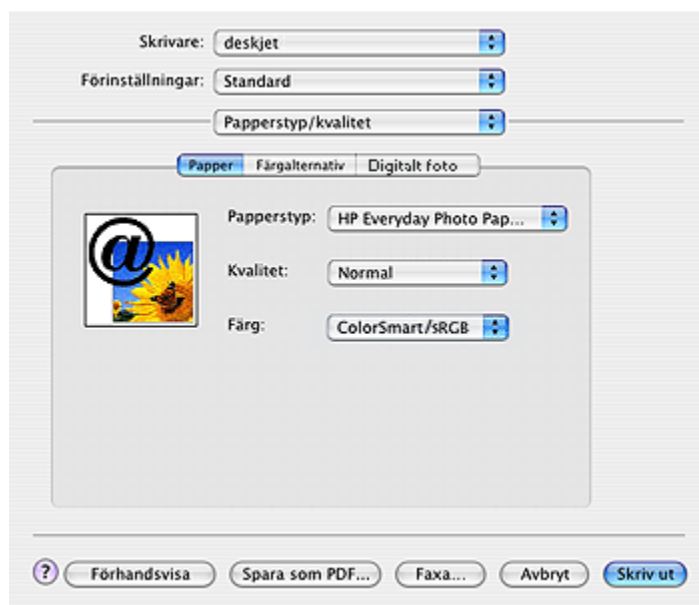 Skrivare: deskjet
Förinställningar: Standard
Papperstyp/kvalitet
Papper Färgalternativ Digitalt foto
@
Papperstyp: HP Everyday Photo Pap...
Kvalitet: Normal
Färg: ColorSmart/sRGB
? Förhandsvisa Spara som PDF... Faxa... Avbryt Skriv ut